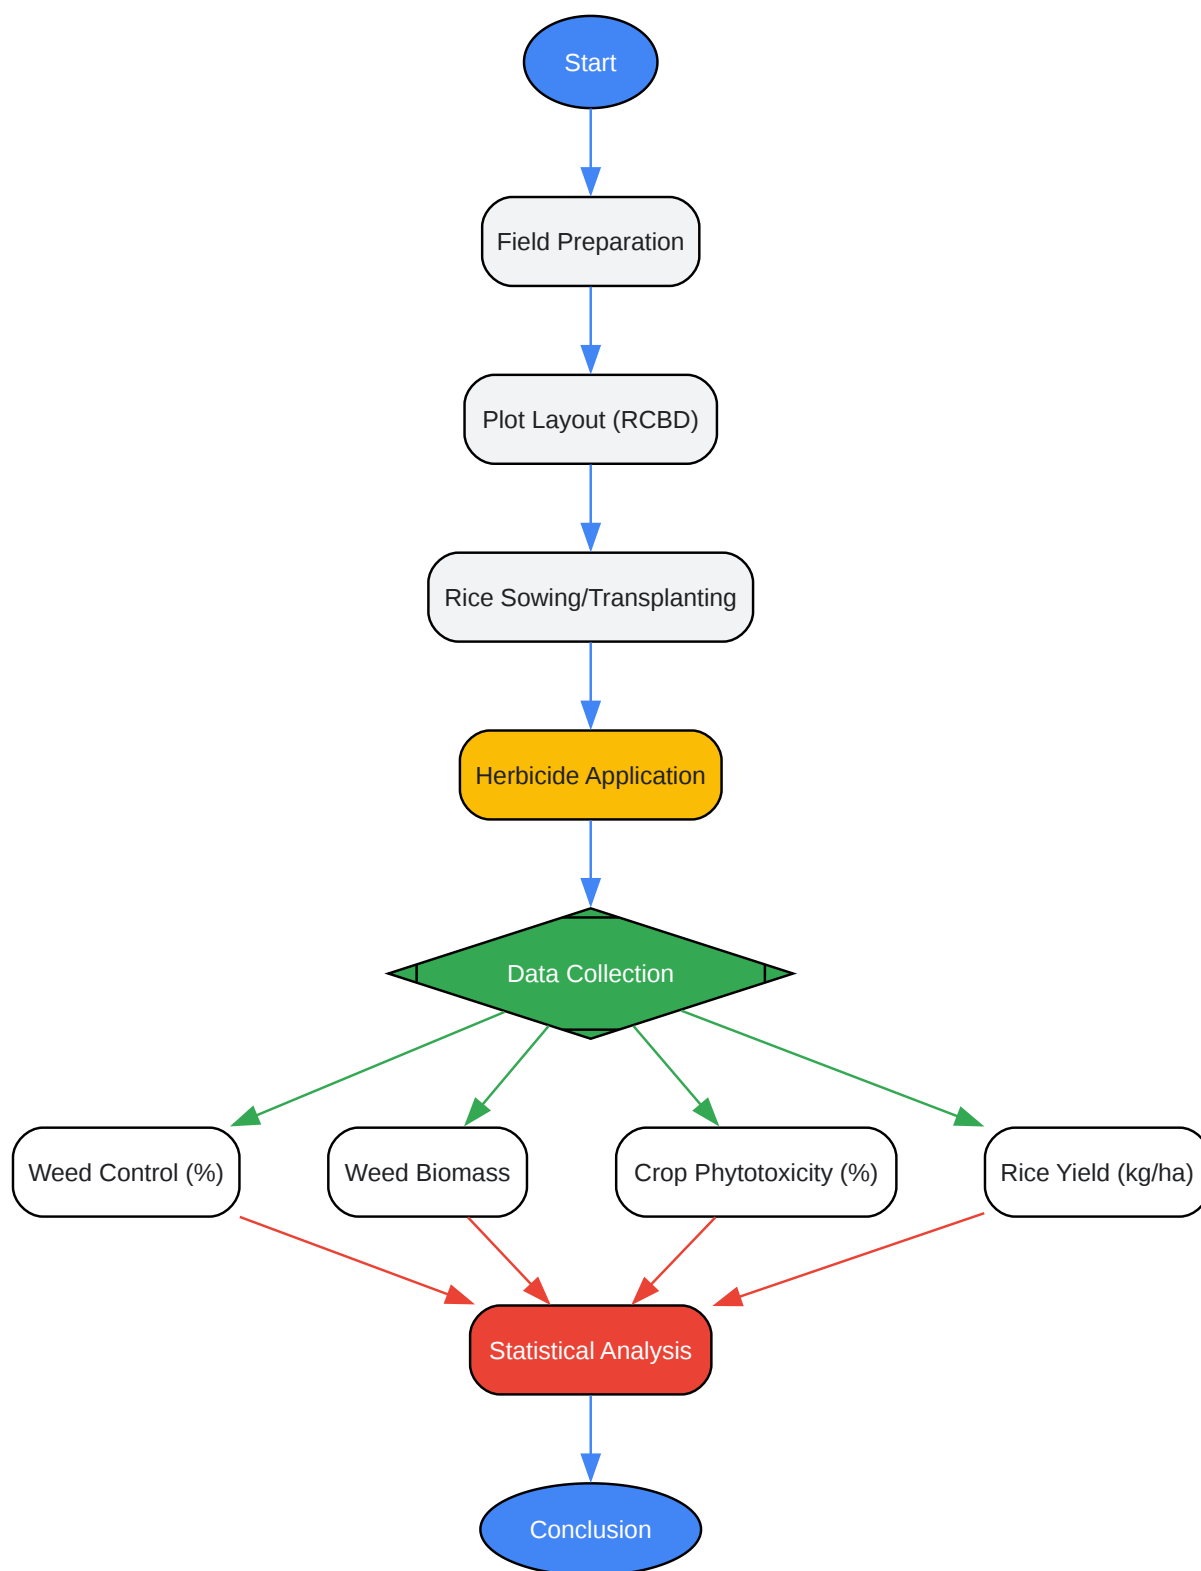 Start
Field Preparation
Plot Layout (RCBD)
Rice Sowing/Transplanting
Herbicide Application
Data Collection
Weed Control (%)
Weed Biomass
Crop Phytotoxicity (%)
Rice Yield (kg/ha)
Statistical Analysis
Conclusion